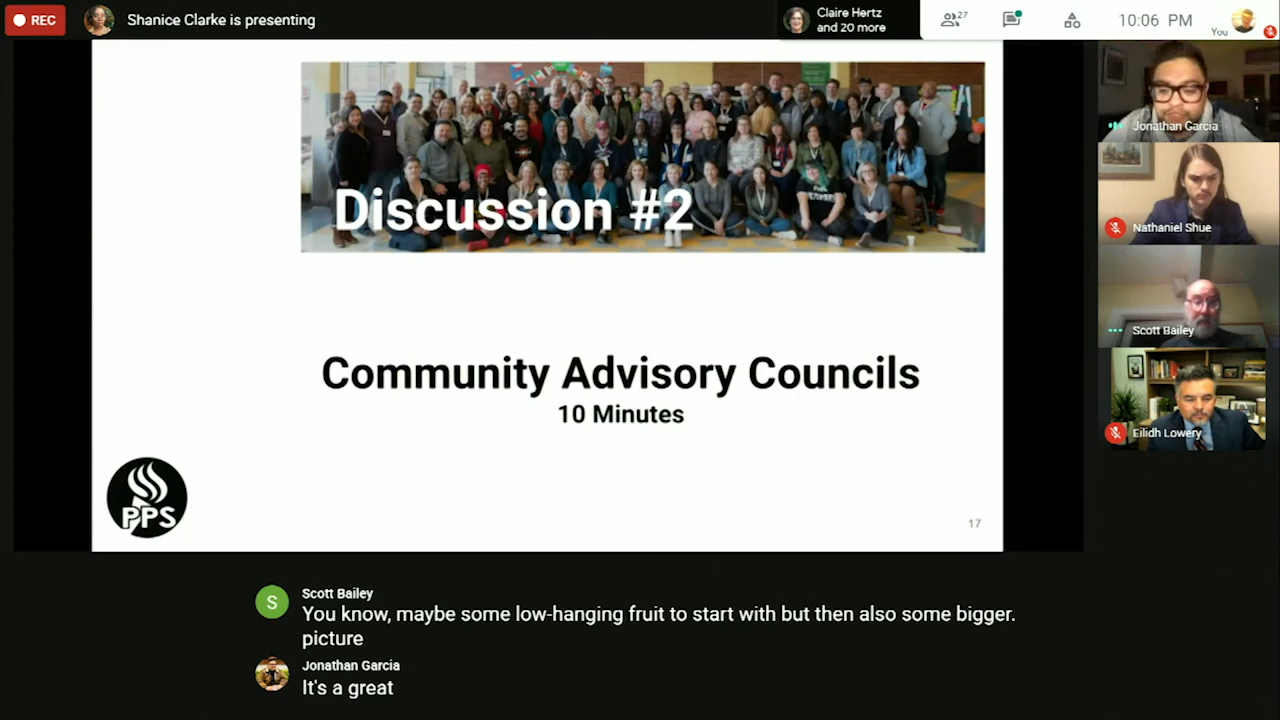 REC
Shanice Clarke is presenting
Claire Hertz
and 20 more
27
10:06 PM
You
Jonathan Garcia
Nathaniel Shue
Scott Bailey
Eilidh Lowery
Discussion #2
Community Advisory Councils
10 Minutes
PPS
17
S
Scott Bailey
You know, maybe some low-hanging fruit to start with but then also some bigger.
picture
Jonathan Garcia
It's a great